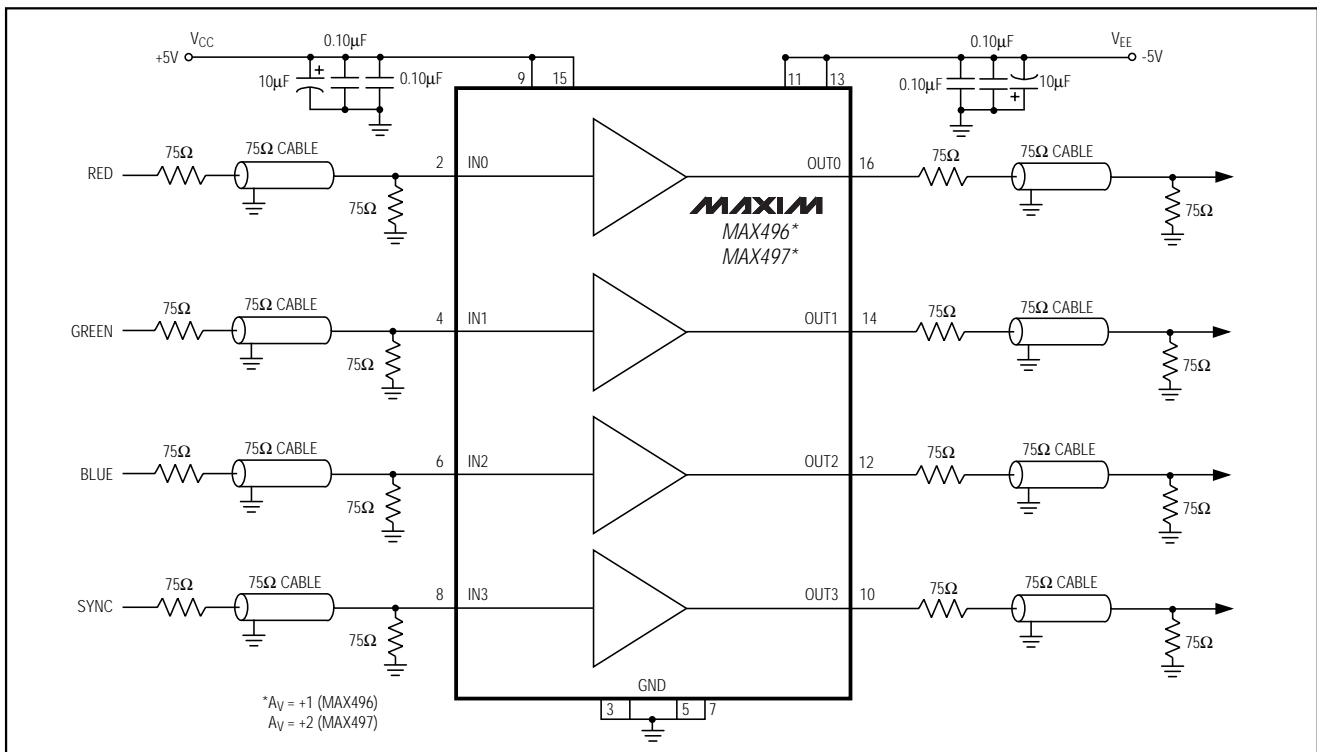 VCC
0.10µF
0.10µF
VEE
+5V
-5V
10µF
0.10µF
9
15
11
13
0.10µF
10µF
+
+
75Ω
75Ω CABLE
2
IN0
OUT0
16
75Ω
75Ω CABLE
RED
75Ω
75Ω
MAXIM
MAX496*
MAX497*
75Ω
75Ω CABLE
4
IN1
OUT1
14
75Ω
75Ω CABLE
GREEN
75Ω
75Ω
75Ω
75Ω CABLE
6
IN2
OUT2
12
75Ω
75Ω CABLE
BLUE
75Ω
75Ω
75Ω
75Ω CABLE
8
IN3
OUT3
10
75Ω
75Ω CABLE
SYNC
75Ω
75Ω
GND
3
5
7
*AV = +1 (MAX496)
AV = +2 (MAX497)